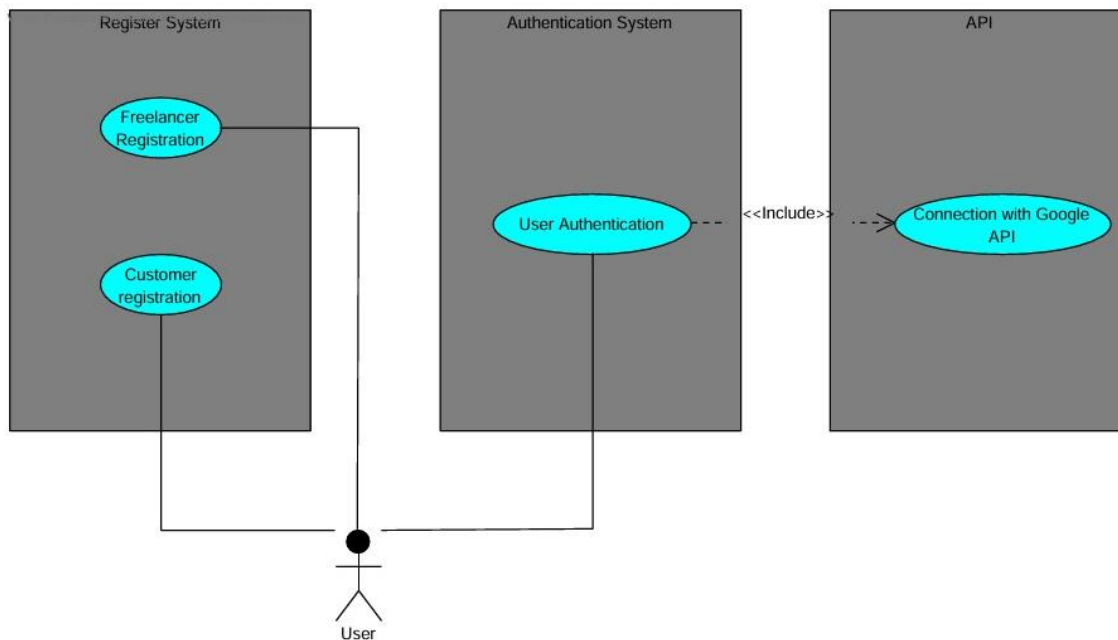 Register System
Authentication System
API
Freelancer
Registration
User Authentication
<<Include>>
Connection with Google
API
Customer
registration
User